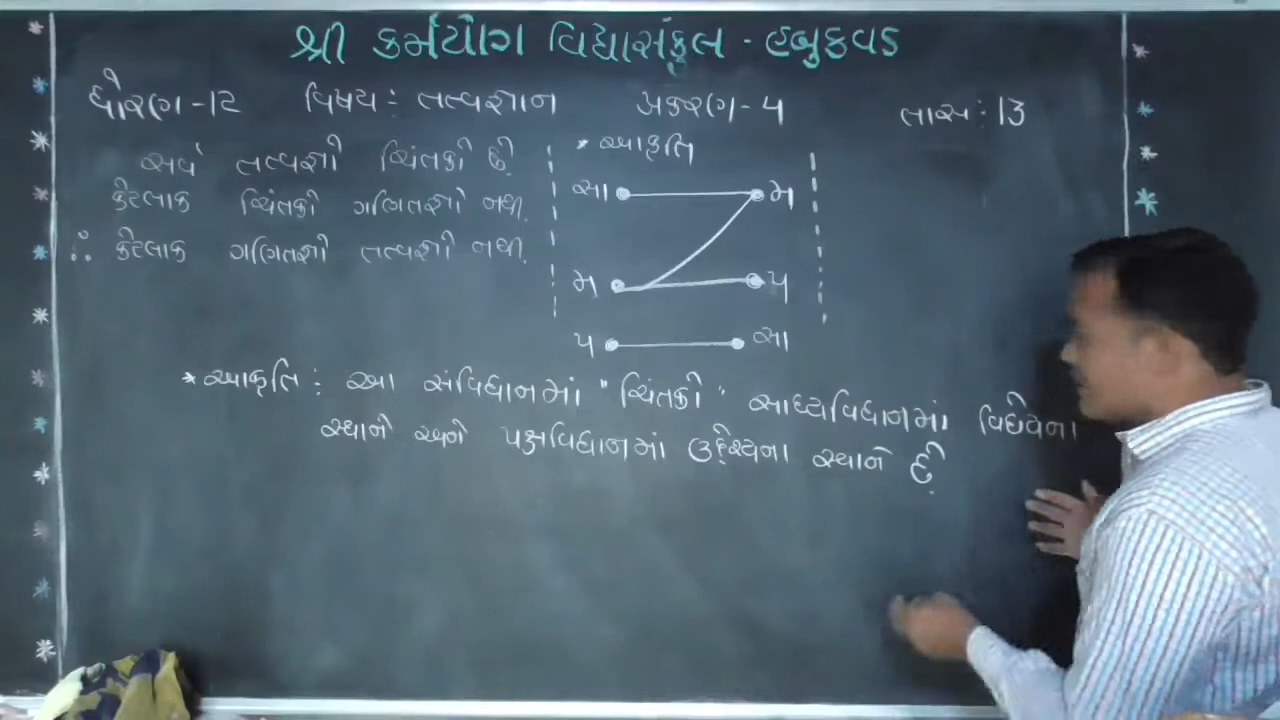 શ્રી કર્મયોગ વિદ્યાસંકુલ - હબુકવડ
ધોરણ - 12 વિષય : તત્વજ્ઞાન પ્રકરણ - 4 તાસ : 13
સર્વ તત્વજ્ઞો ચિંતકો છે.
કેટલાક ચિંતકો ગણિતજ્ઞો નથી.
∴ કેટલાક ગણિતજ્ઞો તત્વજ્ઞો નથી.
* આકૃતિ
સા મ
મ પ
પ સા
* આકૃતિ : આ સંવિધાનમાં "ચિંતકો" સાધ્યવિધાનમાં વિધેયના
સ્થાને અને પક્ષવિધાનમાં ઉદ્દેશ્યના સ્થાને છે.